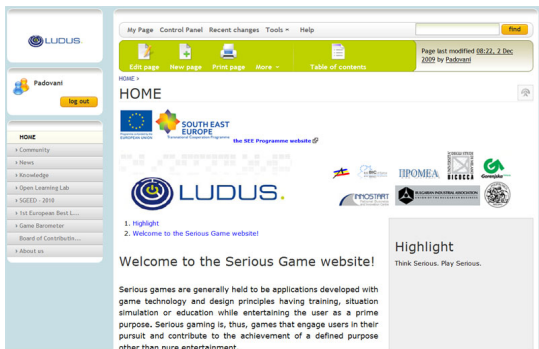 My Page Control Panel Recent changes Tools Help
find
LUDUS
Edit page New page Print page More Table of contents
Page last modified 08:22, 2 Dec
2009 by Padovani
Padovani
log out
HOME >
HOME
EUROPEAN UNION
SOUTH EAST
EUROPE
Transnational Cooperation Programme
the SEE Programme website
HOME
> Community
> News
> Knowledge
> Open Learning Lab
> SGEED - 2010
> 1st European Best L...
> Game Barometer
Board of Contributin...
> About us
BIC
ΠPOMEA
BICOCCA
Gorenjska
LUDUS.
INNOSTART
BULGARIAN INDUSTRIAL ASSOCIATION
1. Highlight
2. Welcome to the Serious Game website!
Welcome to the Serious Game website!
Highlight
Think Serious. Play Serious.
Serious games are generally held to be applications developed with
game technology and design principles having training, situation
simulation or education while entertaining the user as a prime
purpose. Serious gaming is, thus, games that engage users in their
pursuit and contribute to the achievement of a defined purpose
other than pure entertainment.